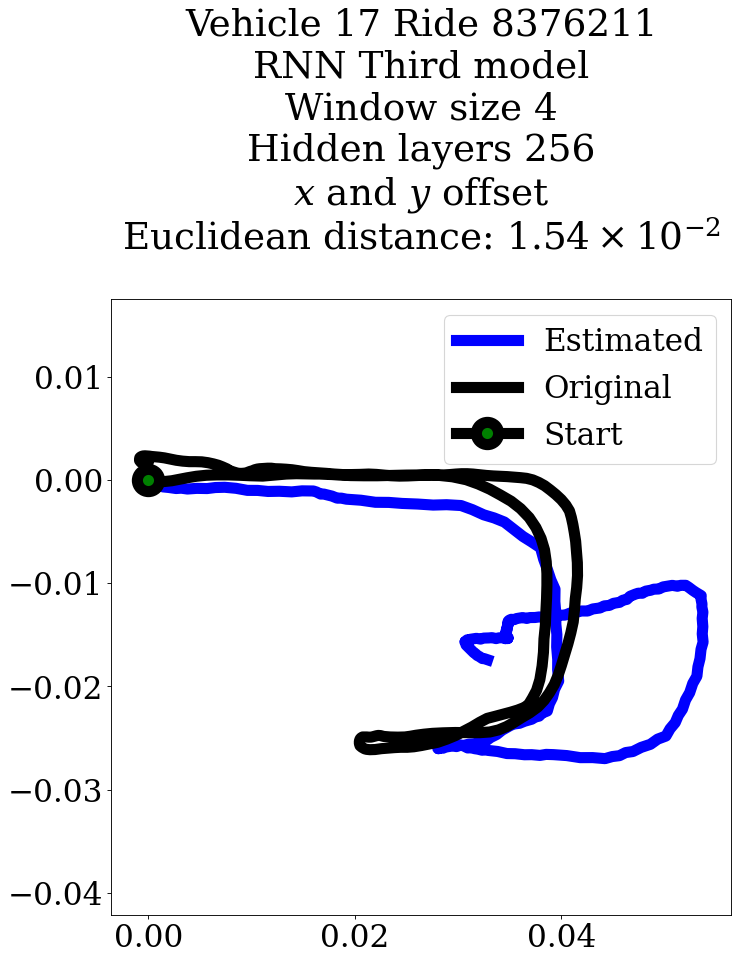 Vehicle 17 Ride 8376211
RNN Third model
Window size 4
Hidden layers 256
x and y offset
Euclidean distance: 1.54 × 10⁻²
Estimated
Original
Start
0.01
0.00
−0.01
−0.02
−0.03
−0.04
0.00 0.02 0.04